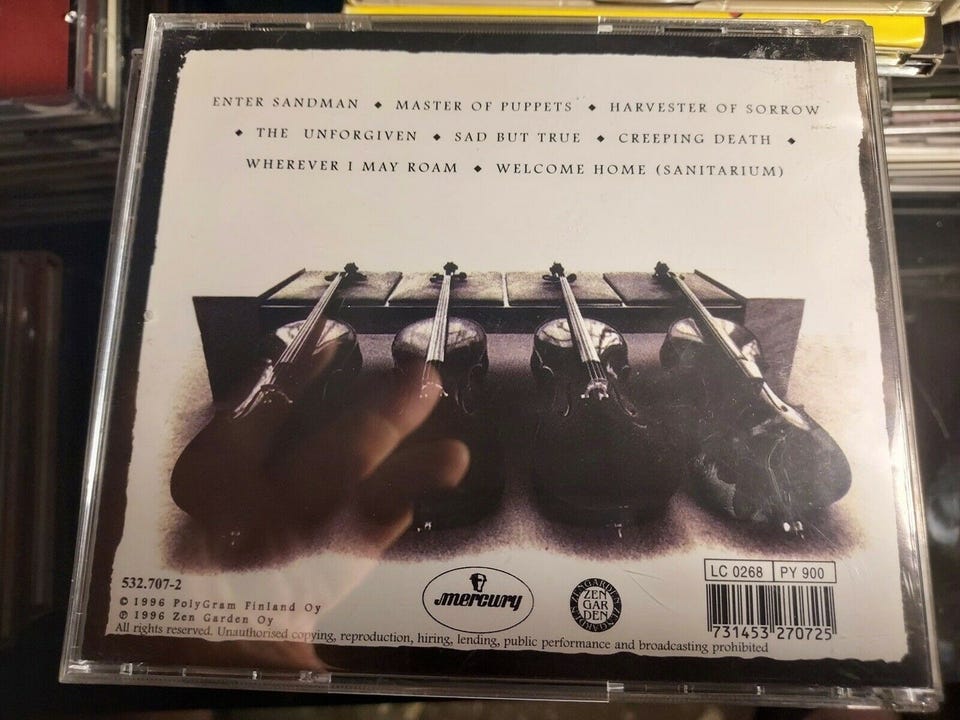 ENTER SANDMAN ◆ MASTER OF PUPPETS ◆ HARVESTER OF SORROW
◆ THE UNFORGIVEN ◆ SAD BUT TRUE ◆ CREEPING DEATH ◆
WHEREVER I MAY ROAM ◆ WELCOME HOME (SANITARIUM)
LC 0268 PY 900
532.707-2
© 1996 PolyGram Finland Oy
℗ 1996 Zen Garden Oy
All rights reserved. Unauthorised copying, reproduction, hiring, lending, public performance and broadcasting prohibited
mercury
ZEN
GAR
DEN
731453 270725